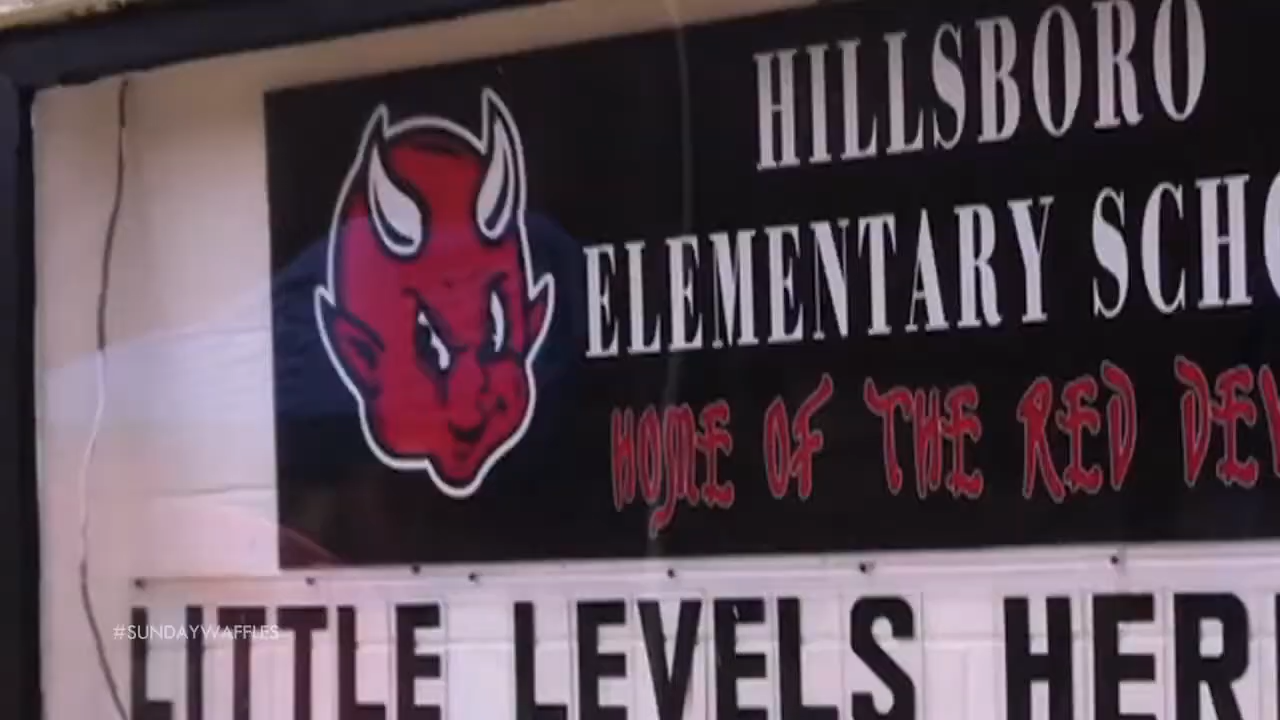 HILLSBORO
ELEMENTARY SCHO
HOME OF THE RED DEV
LITTLE LEVELS HER
#SUNDAYWAFFLES